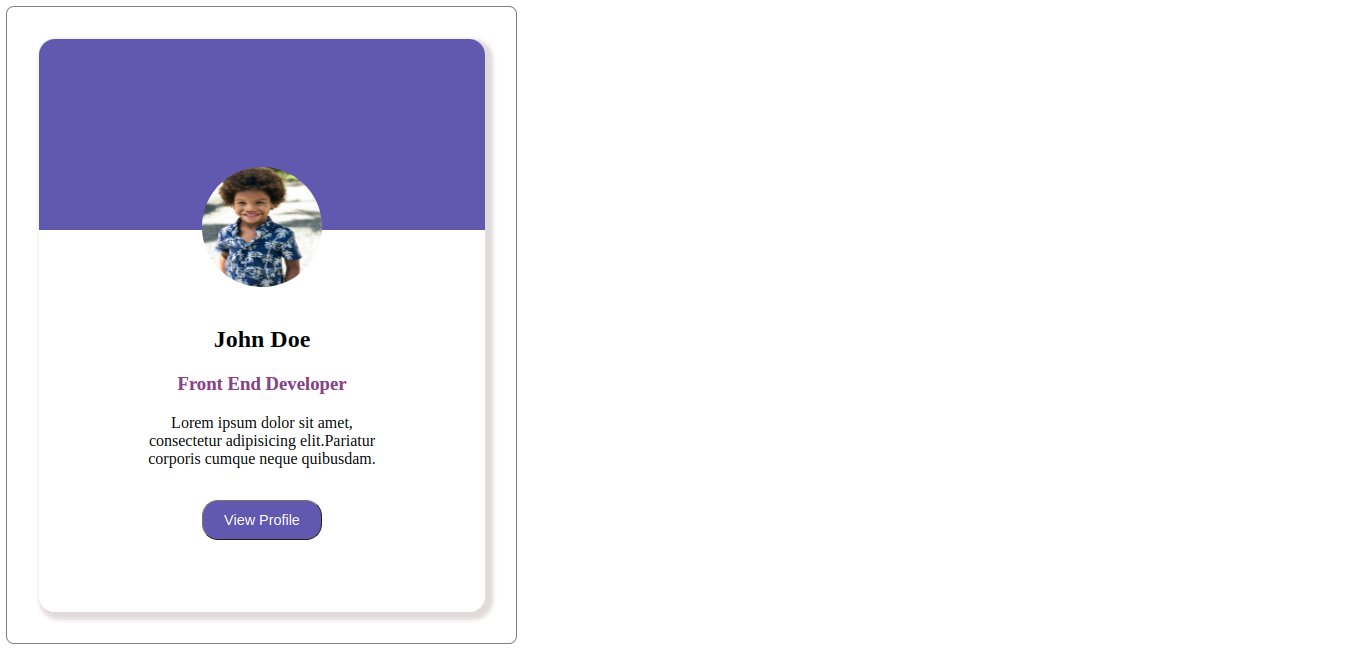 John Doe
Front End Developer
Lorem ipsum dolor sit amet,
consectetur adipisicing elit.Pariatur
corporis cumque neque quibusdam.
View Profile